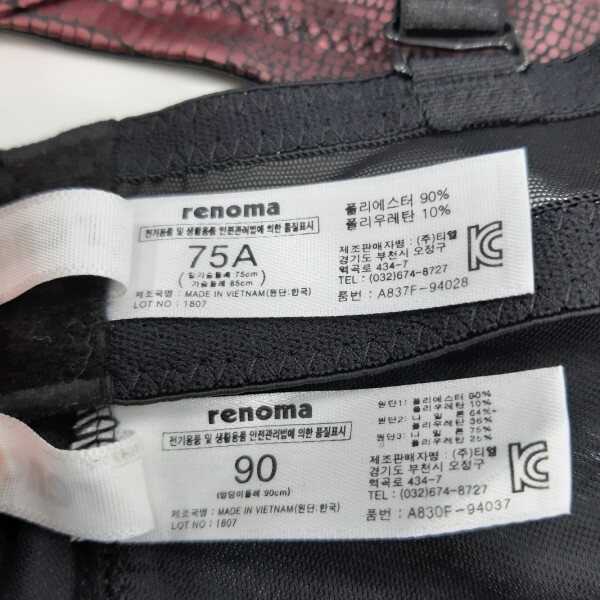 renoma
전기용품 및 생활용품 안전관리법에 의한 품질표시
75A
(밑가슴둘레 75cm)
(가슴둘레 85cm)
제조국명 : MADE IN VIETNAM(원단:한국)
LOT NO : 1807
폴리에스터 90%
폴리우레탄 10%
제조판매자명 : (주)티엘
경기도 부천시 오정구
역곡로 434-7
TEL : (032)674-8727
품번 : A837F-94028
renoma
전기용품 및 생활용품 안전관리법에 의한 품질표시
90
(엉덩이둘레 90cm)
제조국명 : MADE IN VIETNAM(원단:한국)
LOT NO : 1807
원단1: 폴리에스터 90%
폴리우레탄 10%
원단2: 나 일 론 64%
폴리우레탄 36%
원단3: 나 일 론 75%
폴리우레탄 25%
제조판매자명 : (주)티엘
경기도 부천시 오정구
역곡로 434-7
TEL : (032)674-8727
품번 : A830F-94037